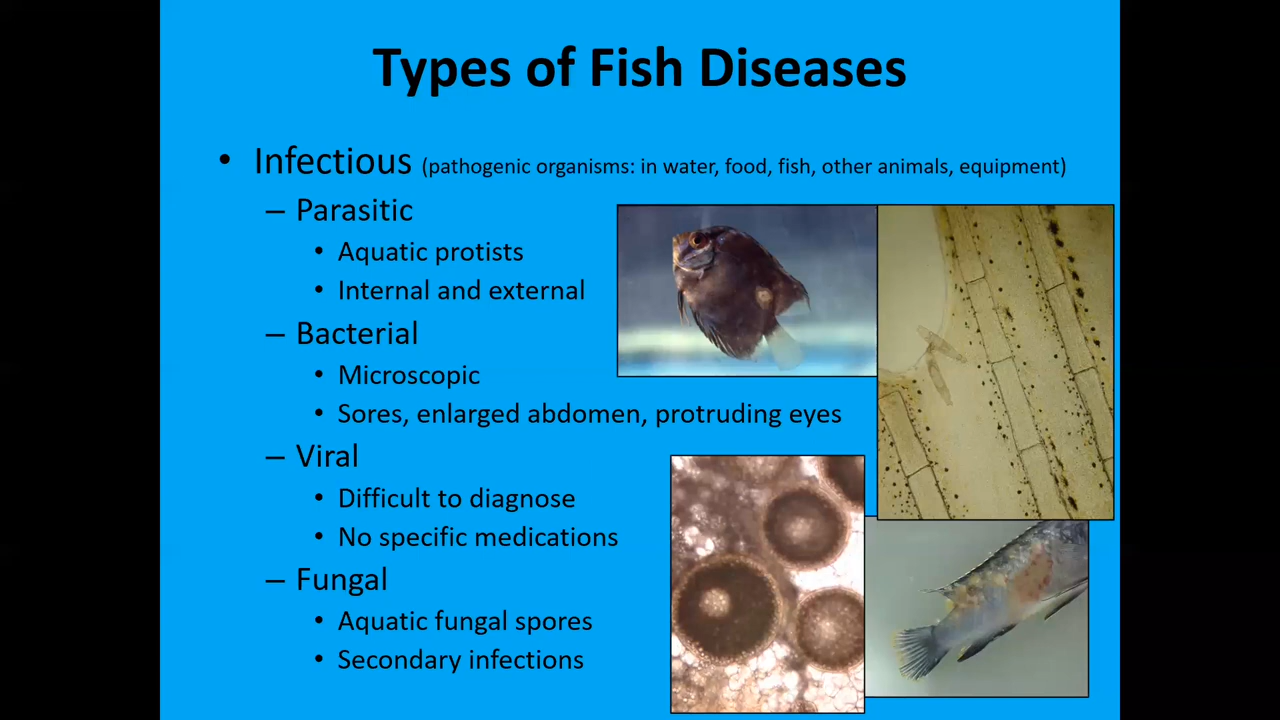 Types of Fish Diseases
• Infectious (pathogenic organisms: in water, food, fish, other animals, equipment)
– Parasitic
• Aquatic protists
• Internal and external
– Bacterial
• Microscopic
• Sores, enlarged abdomen, protruding eyes
– Viral
• Difficult to diagnose
• No specific medications
– Fungal
• Aquatic fungal spores
• Secondary infections